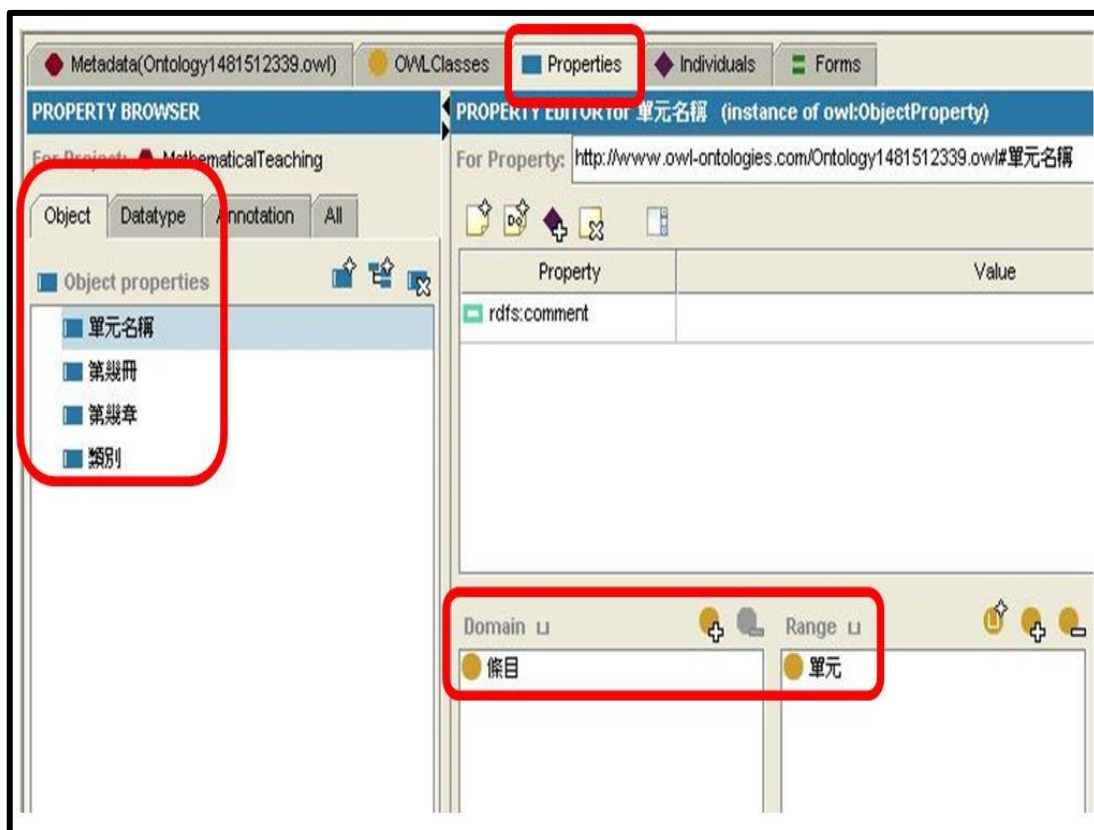 Metadata(Ontology1481512339.owl) OWLClasses Properties Individuals Forms
PROPERTY BROWSER
For Project: MathematicalTeaching
Object Datatype Annotation All
Object properties
單元名稱
第幾冊
第幾章
類別
PROPERTY EDITOR for 單元名稱 (instance of owl:ObjectProperty)
For Property: http://www.owl-ontologies.com/Ontology1481512339.owl#單元名稱
Property Value
rdfs:comment
Domain ⊔ Range ⊔
條目 單元